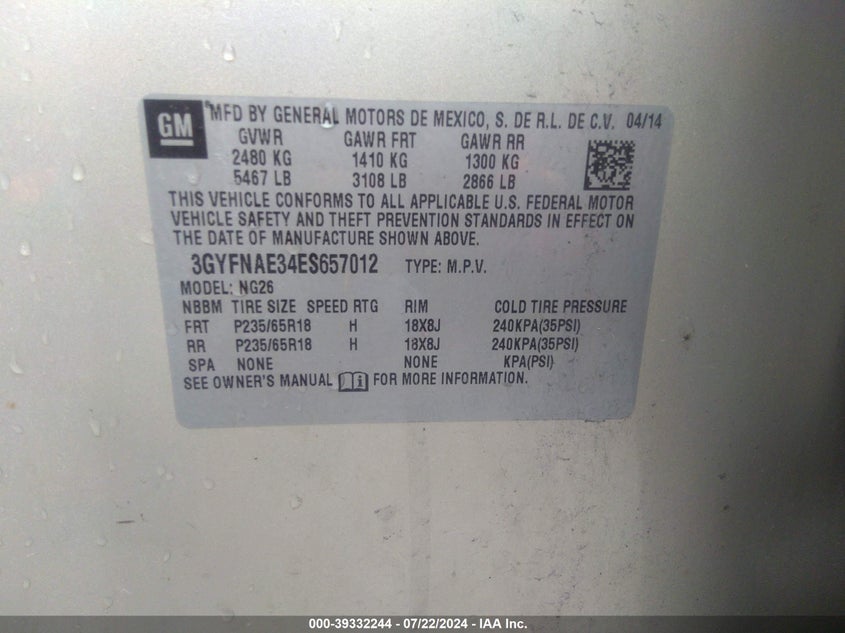 GM
MFD BY GENERAL MOTORS DE MEXICO, S. DE R.L. DE C.V. 04/14
GVWR GAWR FRT GAWR RR
2480 KG 1410 KG 1300 KG
5467 LB 3108 LB 2866 LB
THIS VEHICLE CONFORMS TO ALL APPLICABLE U.S. FEDERAL MOTOR
VEHICLE SAFETY AND THEFT PREVENTION STANDARDS IN EFFECT ON
THE DATE OF MANUFACTURE SHOWN ABOVE.
3GYFNAE34ES657012 TYPE: M.P.V.
MODEL: NG26
NBBM TIRE SIZE SPEED RTG RIM COLD TIRE PRESSURE
FRT P235/65R18 H 18X8J 240KPA(35PSI)
RR P235/65R18 H 18X8J 240KPA(35PSI)
SPA NONE NONE KPA(PSI)
SEE OWNER'S MANUAL FOR MORE INFORMATION.
000-39332244 - 07/22/2024 - IAA Inc.